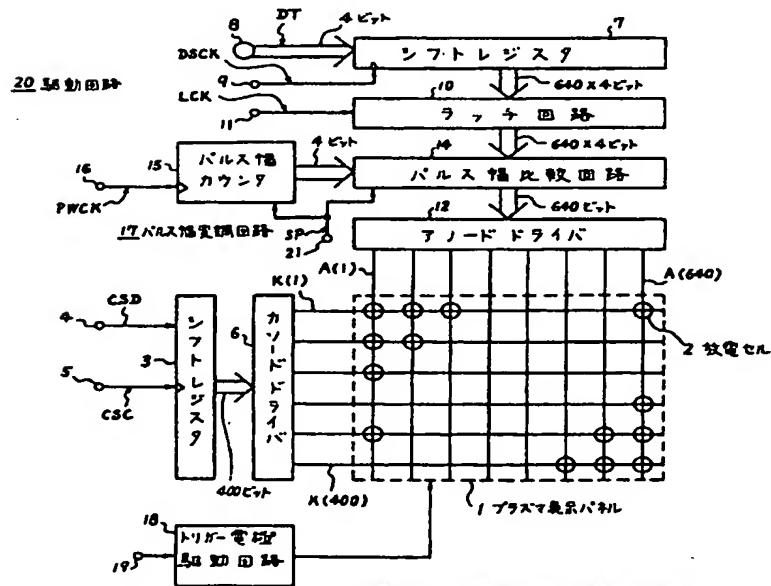 8
DT
4ビット
7
シフトレジスタ
DSCK
9
20 駆動回路
640×4ビット
LCK
10
11
ラッチ回路
640×4ビット
15
パルス幅
カウンタ
4ビット
14
パルス幅比較回路
16
PWCK
640ビット
12
17 パルス幅変調回路
SP
21
アノードドライバ
A(1)
A(640)
K(1)
4
CSD
シフトレジスタ
6
カソードドライバ
2 放電セル
3
5
CSC
400ビット
K(400)
1 プラズマ表示パネル
18
トリガー電極
駆動回路
19